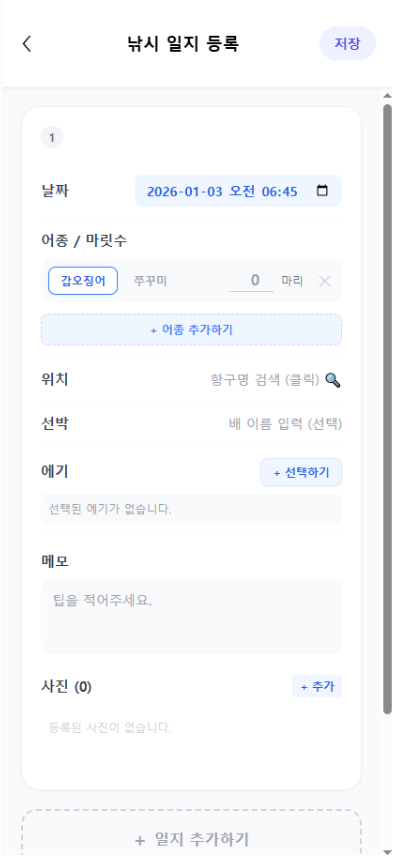 낚시 일지 등록 저장
1
날짜 2026-01-03 오전 06:45
어종 / 마릿수
갑오징어 쭈꾸미 0 마리
+ 어종 추가하기
위치 항구명 검색 (클릭)
선박 배 이름 입력 (선택)
에기 + 선택하기
선택된 에기가 없습니다.
메모
팁을 적어주세요.
사진 (0) + 추가
등록된 사진이 없습니다.
+ 일지 추가하기